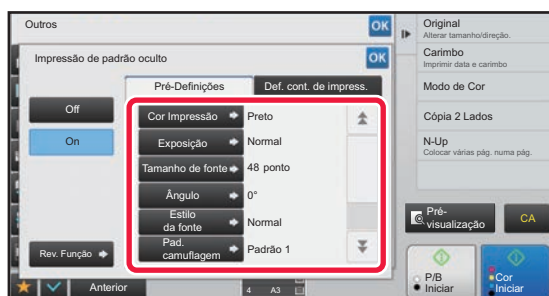 Outros
OK
Impressão de padrão oculto
OK
Pré-Definições
Def. cont. de impress.
Off
On
Cor Impressão
Preto
Exposição
Normal
Tamanho de fonte
48 ponto
Ângulo
0°
Estilo
da fonte
Normal
Pad.
camuflagem
Padrão 1
Rev. Função
Anterior
4 A3
Original
Alterar tamanho/direção.
Carimbo
Imprimir data e carimbo
Modo de Cor
Cópia 2 Lados
N-Up
Colocar várias pág. numa pág.
Pré-
visualização
CA
P/B
Iniciar
Cor
Iniciar